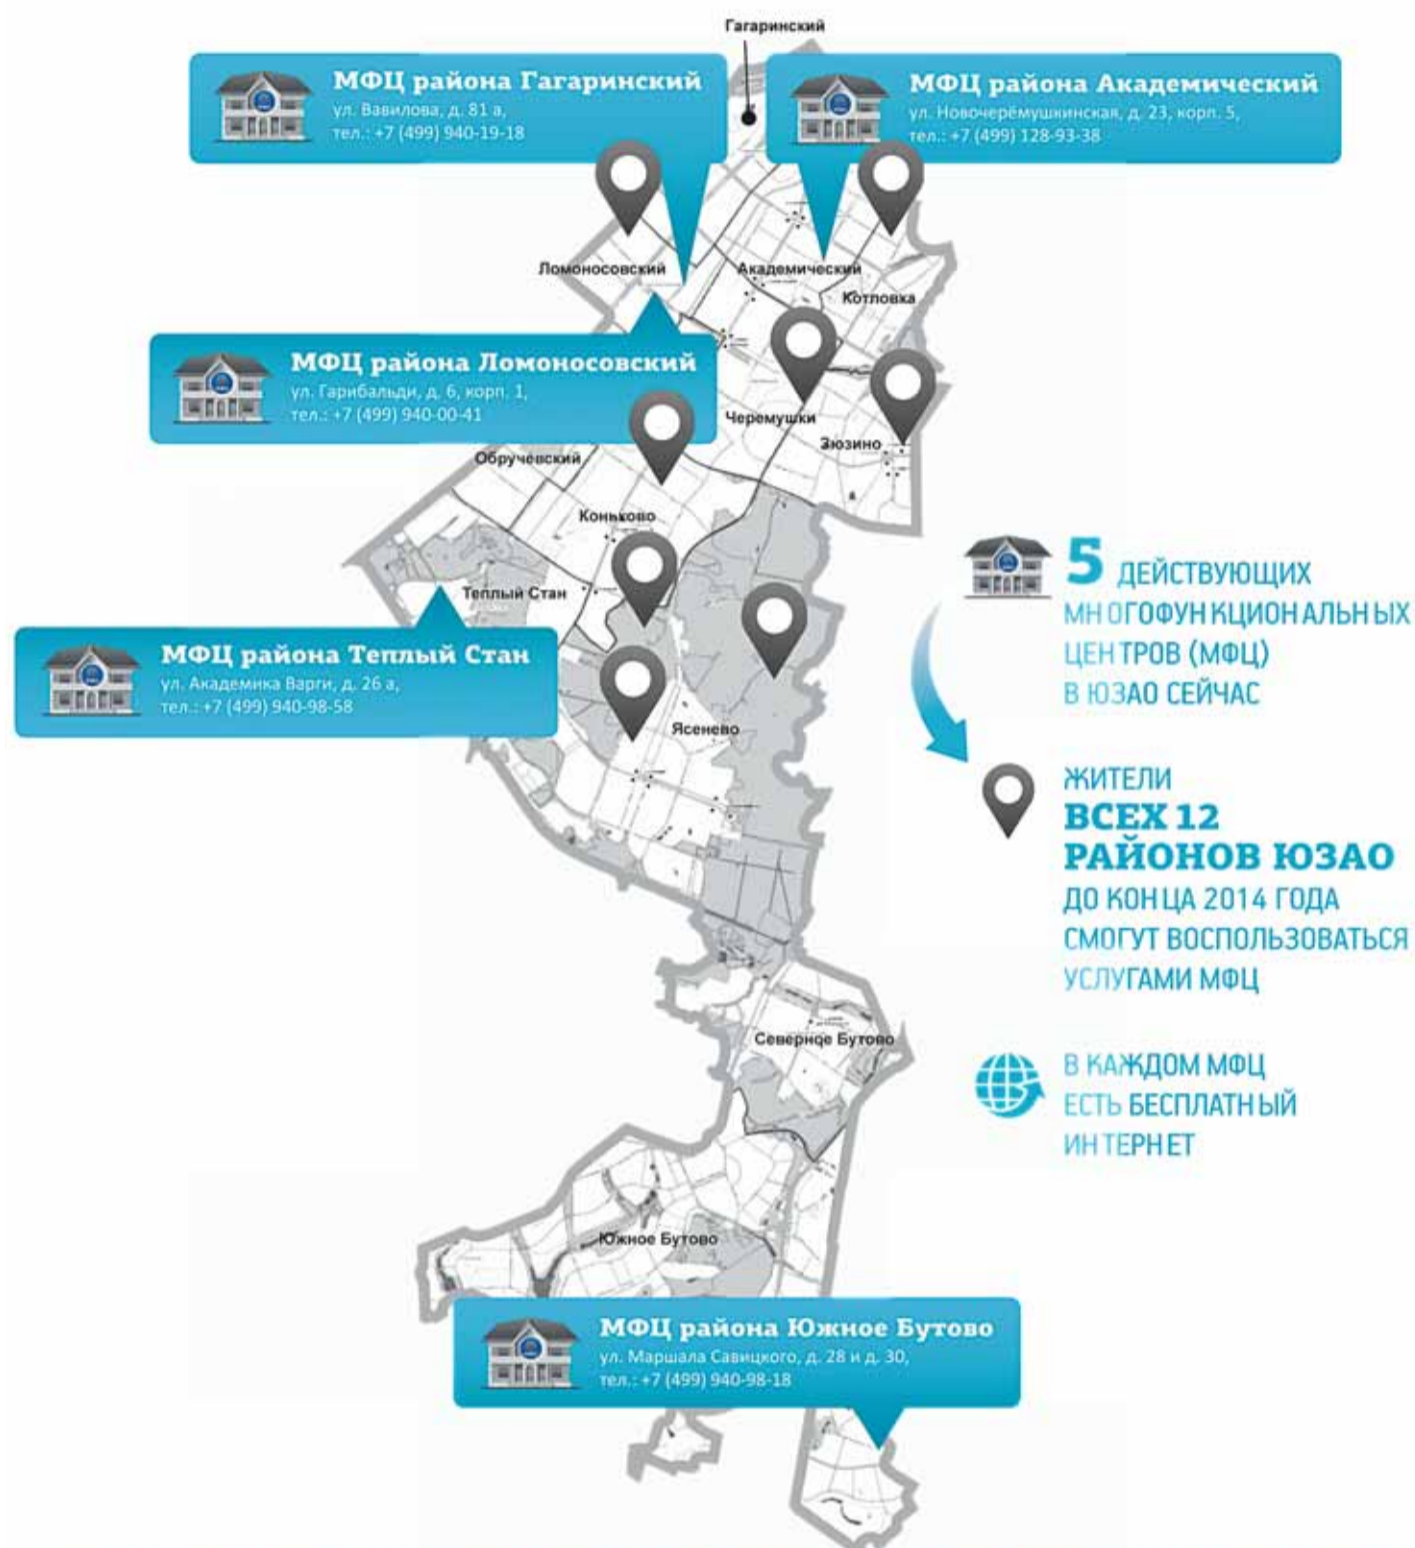 Гагаринский
МФЦ района Гагаринский
ул. Вавилова, д. 81 а,
тел.: +7 (499) 940-19-18
МФЦ района Академический
ул. Новочерёмушкинская, д. 23, корп. 5,
тел.: +7 (499) 128-93-38
Ломоносовский
Академический
Котловка
МФЦ района Ломоносовский
ул. Гарибальди, д. 6, корп. 1,
тел.: +7 (499) 940-00-41
Черемушки
Зюзино
Обручевский
Коньково
Теплый Стан
МФЦ района Теплый Стан
ул. Академика Варги, д. 26 а,
тел.: +7 (499) 940-98-58
Ясенево
5 ДЕЙСТВУЮЩИХ
МНОГОФУНКЦИОНАЛЬНЫХ
ЦЕНТРОВ (МФЦ)
В ЮЗАО СЕЙЧАС
ЖИТЕЛИ
ВСЕХ 12
РАЙОНОВ ЮЗАО
ДО КОНЦА 2014 ГОДА
СМОГУТ ВОСПОЛЬЗОВАТЬСЯ
УСЛУГАМИ МФЦ
Северное Бутово
В КАЖДОМ МФЦ
ЕСТЬ БЕСПЛАТНЫЙ
ИНТЕРНЕТ
Южное Бутово
МФЦ района Южное Бутово
ул. Маршала Савицкого, д. 28 и д. 30,
тел.: +7 (499) 940-98-18